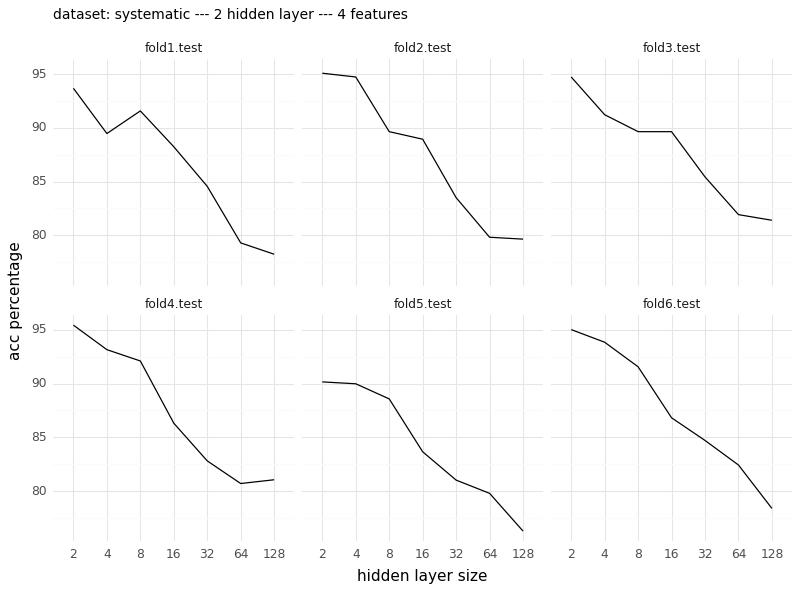 dataset: systematic --- 2 hidden layer --- 4 features
fold1.test fold2.test fold3.test
95
90
85
80
fold4.test fold5.test fold6.test
95
90
85
80
acc percentage
2 4 8 16 32 64 128 2 4 8 16 32 64 128 2 4 8 16 32 64 128
hidden layer size